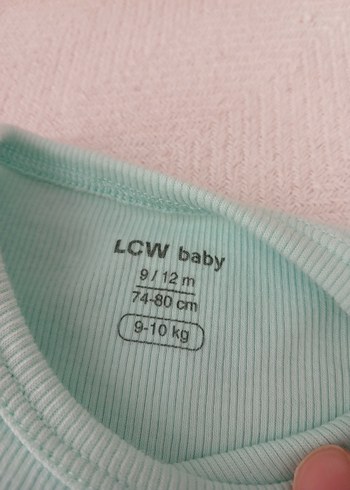 LCW baby
9 / 12 m
74-80 cm
9-10 kg